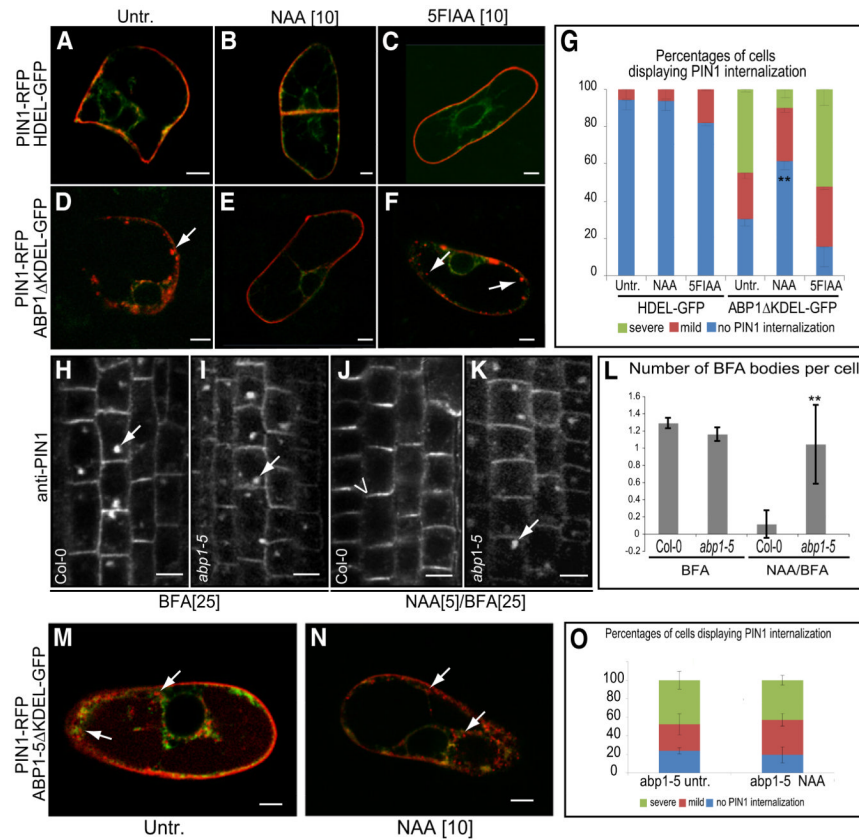 Untr. NAA [10] 5FIAA [10]
A B C G
PIN1-RFP
HDEL-GFP
Percentages of cells
displaying PIN1 internalization
100
80
60
40
20
0
**
Untr. NAA 5FIAA Untr. NAA 5FIAA
HDEL-GFP ABP1ΔKDEL-GFP
severe mild no PIN1 internalization
D E F
PIN1-RFP
ABP1ΔKDEL-GFP
H I J K L
anti-PIN1
Col-0 abp1-5 Col-0 abp1-5
BFA[25] NAA[5]/BFA[25]
Number of BFA bodies per cell
1.6
1.4
1.2
1
0.8
0.6
0.4
0.2
0
-0.2
**
Col-0 abp1-5 Col-0 abp1-5
BFA NAA/BFA
M N O
PIN1-RFP
ABP1-5ΔKDEL-GFP
Untr. NAA [10]
Percentages of cells displaying PIN1 internalization
100
80
60
40
20
0
abp1-5 untr. abp1-5 NAA
severe mild no PIN1 internalization